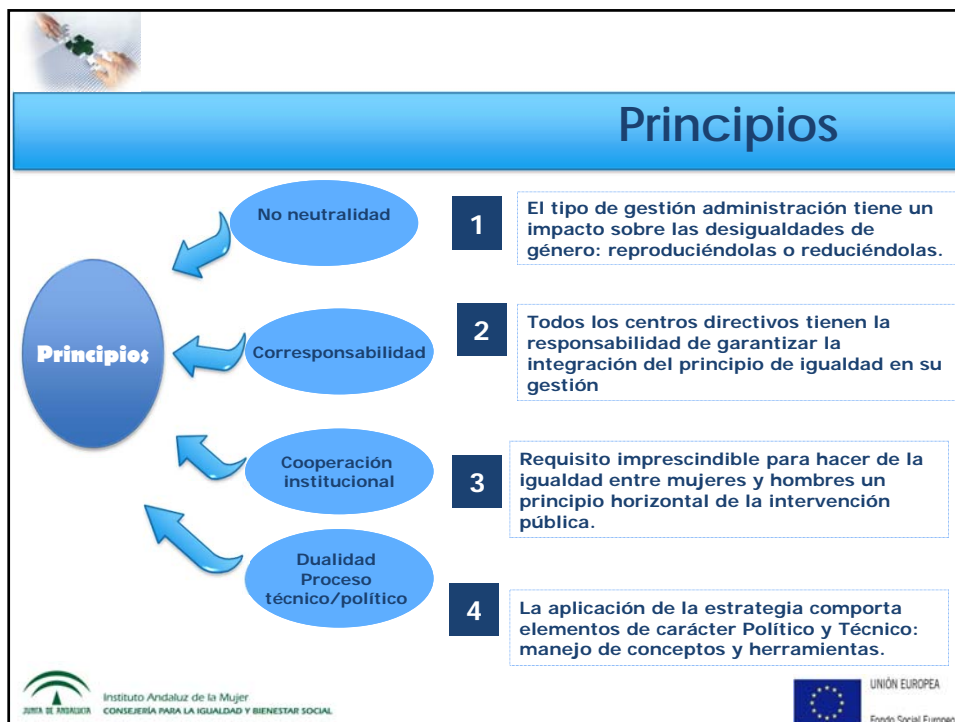 Principios
Principios
No neutralidad
1
El tipo de gestión administración tiene un
impacto sobre las desigualdades de
género: reproduciéndolas o reduciéndolas.
Corresponsabilidad
2
Todos los centros directivos tienen la
responsabilidad de garantizar la
integración del principio de igualdad en su
gestión
Cooperación
institucional
3
Requisito imprescindible para hacer de la
igualdad entre mujeres y hombres un
principio horizontal de la intervención
pública.
Dualidad
Proceso
técnico/político
4
La aplicación de la estrategia comporta
elementos de carácter Político y Técnico:
manejo de conceptos y herramientas.
JUNTA DE ANDALUCIA
Instituto Andaluz de la Mujer
CONSEJERÍA PARA LA IGUALDAD Y BIENESTAR SOCIAL
UNIÓN EUROPEA
Fondo Social Europeo